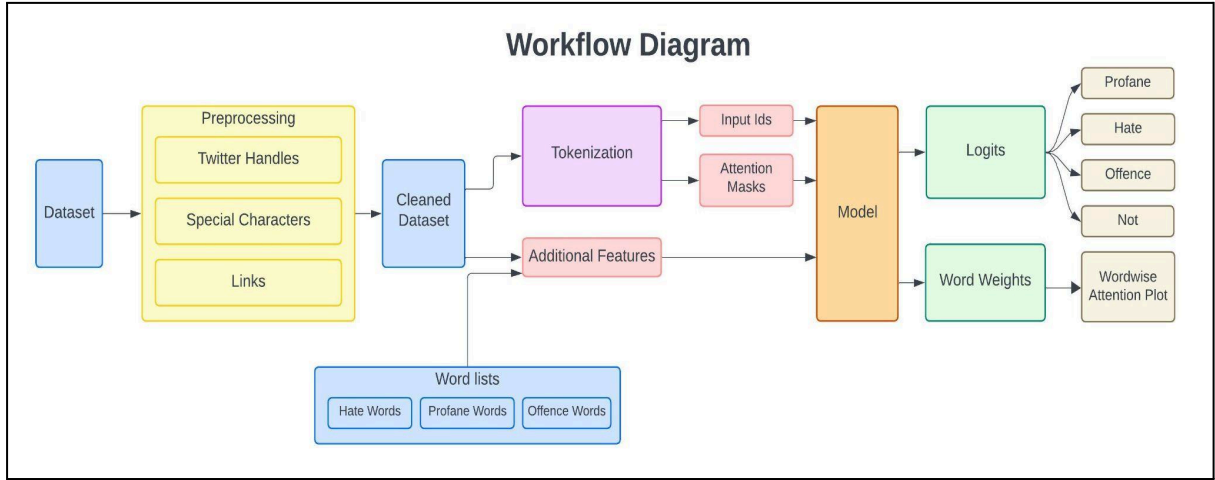 Workflow Diagram
Dataset
Preprocessing
Twitter Handles
Special Characters
Links
Cleaned
Dataset
Tokenization
Additional Features
Input Ids
Attention
Masks
Model
Logits
Word Weights
Profane
Hate
Offence
Not
Wordwise
Attention Plot
Word lists
Hate Words
Profane Words
Offence Words